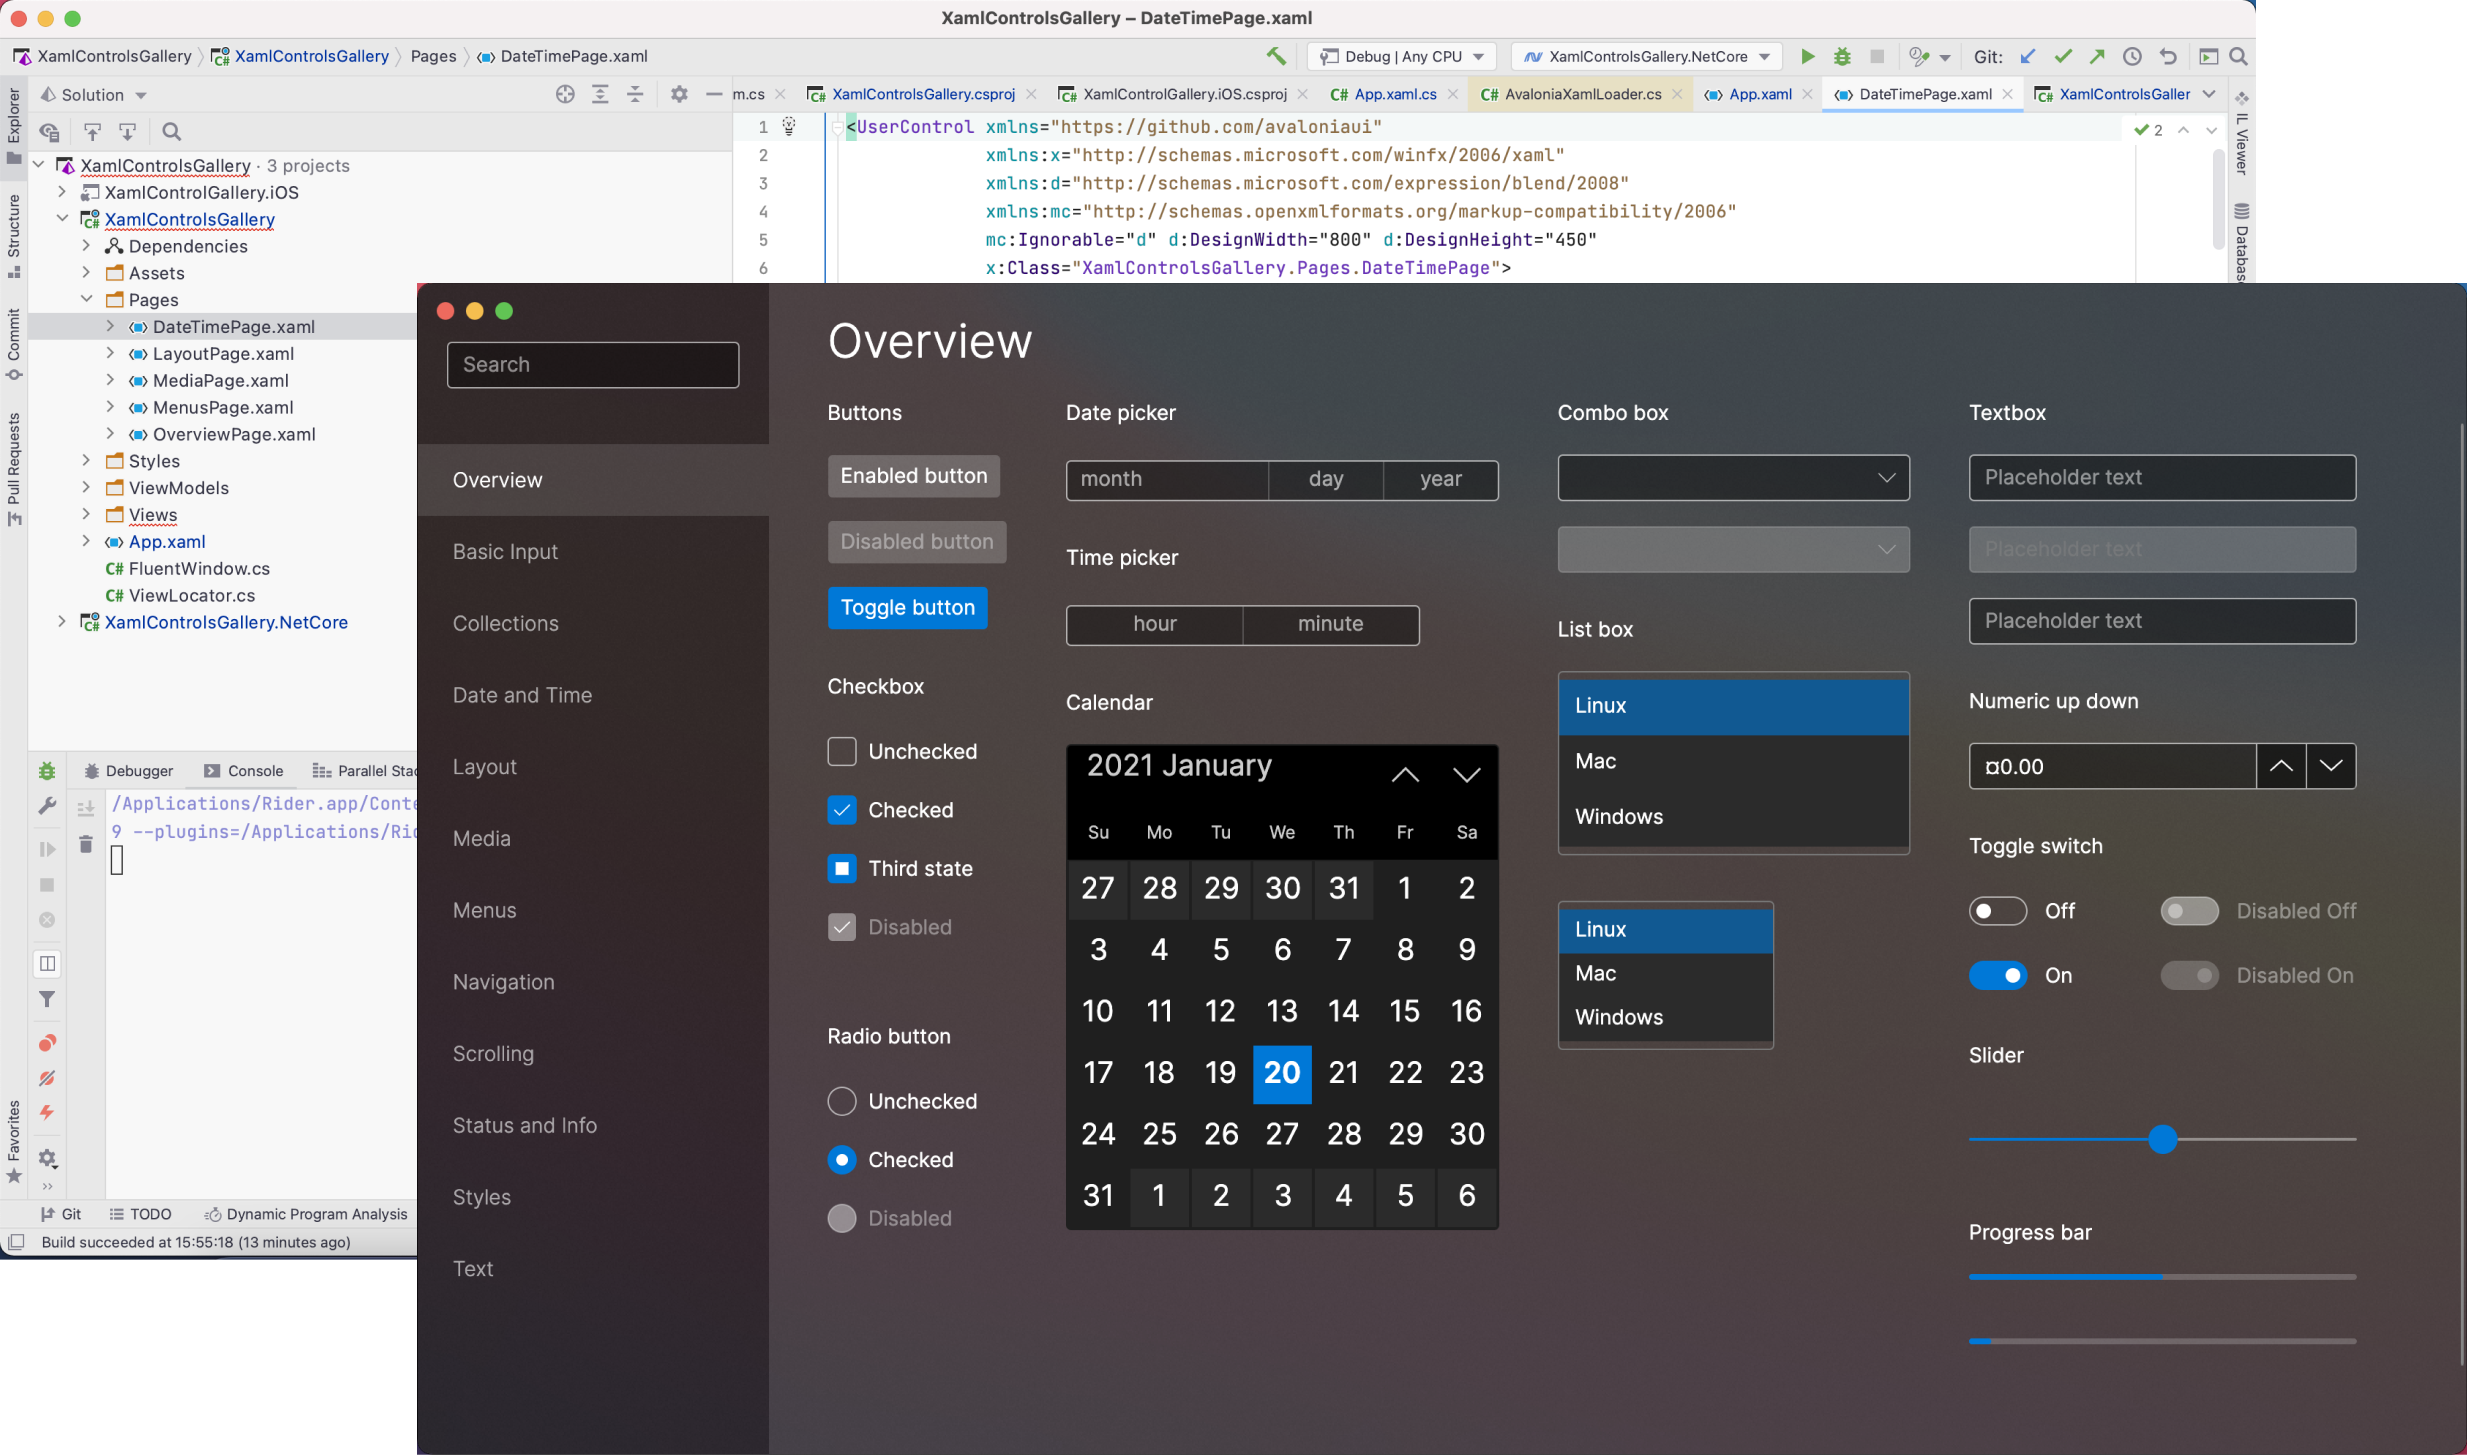 XamlControlsGallery – DateTimePage.xaml
XamlControlsGallery
XamlControlsGallery
Pages
DateTimePage.xaml
Debug | Any CPU
XamlControlsGallery.NetCore
Git:
Explorer
Structure
Commit
Pull Requests
Favorites
Solution
m.cs
XamlControlsGallery.csproj
XamlControlGallery.iOS.csproj
C# App.xaml.cs
C# AvaloniaXamlLoader.cs
App.xaml
DateTimePage.xaml
XamlControlsGaller
IL Viewer
Databas
XamlControlsGallery · 3 projects
XamlControlGallery.iOS
XamlControlsGallery
Dependencies
Assets
Pages
DateTimePage.xaml
LayoutPage.xaml
MediaPage.xaml
MenusPage.xaml
OverviewPage.xaml
Styles
ViewModels
Views
App.xaml
C# FluentWindow.cs
C# ViewLocator.cs
XamlControlsGallery.NetCore
1 <UserControl xmlns="https://github.com/avaloniaui"
2 xmlns:x="http://schemas.microsoft.com/winfx/2006/xaml"
3 xmlns:d="http://schemas.microsoft.com/expression/blend/2008"
4 xmlns:mc="http://schemas.openxmlformats.org/markup-compatibility/2006"
5 mc:Ignorable="d" d:DesignWidth="800" d:DesignHeight="450"
6 x:Class="XamlControlsGallery.Pages.DateTimePage">
2
Debugger
Console
Parallel Stac
/Applications/Rider.app/Conte
9 --plugins=/Applications/Rid
Git
TODO
Dynamic Program Analysis
Build succeeded at 15:55:18 (13 minutes ago)
Search
Overview
Basic Input
Collections
Date and Time
Layout
Media
Menus
Navigation
Scrolling
Status and Info
Styles
Text
Overview
Buttons
Enabled button
Disabled button
Toggle button
Checkbox
Unchecked
Checked
Third state
Disabled
Radio button
Unchecked
Checked
Disabled
Date picker
month day year
Time picker
hour minute
Calendar
2021 January
Su Mo Tu We Th Fr Sa
27 28 29 30 31 1 2
3 4 5 6 7 8 9
10 11 12 13 14 15 16
17 18 19 20 21 22 23
24 25 26 27 28 29 30
31 1 2 3 4 5 6
Combo box
List box
Linux
Mac
Windows
Linux
Mac
Windows
Textbox
Placeholder text
Placeholder text
Placeholder text
Numeric up down
¤0.00
Toggle switch
Off
Disabled Off
On
Disabled On
Slider
Progress bar